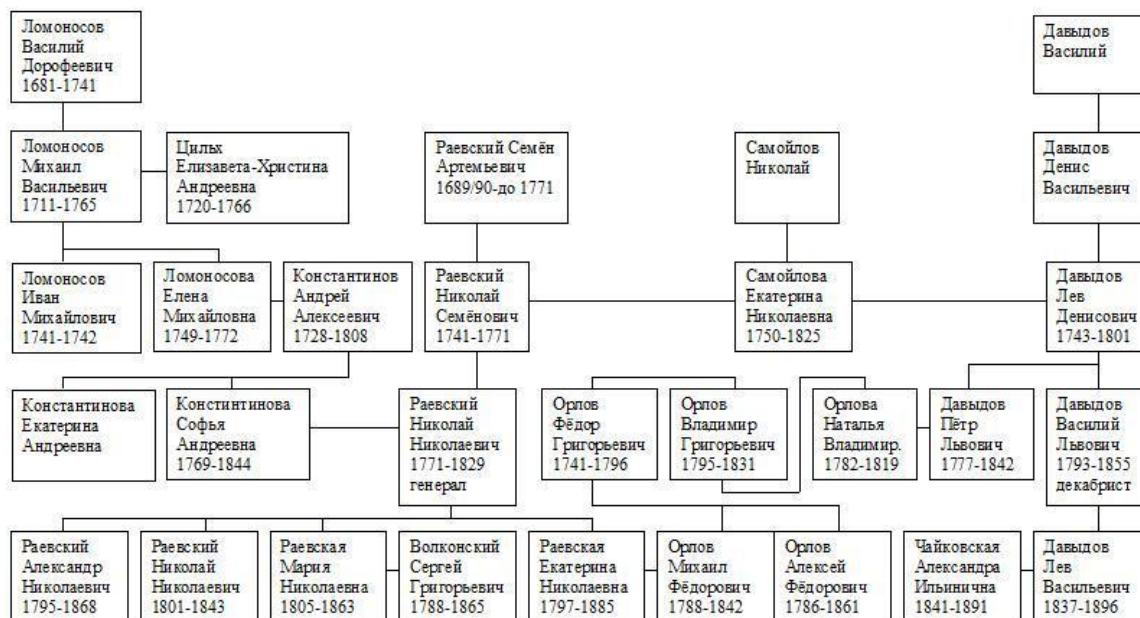 Ломоносов
Василий
Дорофеевич
1681-1741
Давыдов
Василий
Ломоносов
Михаил
Васильевич
1711-1765
Цильх
Елизавета-Христина
Андреевна
1720-1766
Раевский Семён
Артемьевич
1689/90-до 1771
Самойлов
Николай
Давыдов
Денис
Васильевич
Ломоносов
Иван
Михайлович
1741-1742
Ломоносова
Елена
Михайловна
1749-1772
Константинов
Андрей
Алексеевич
1728-1808
Раевский
Николай
Семёнович
1741-1771
Самойлова
Екатерина
Николаевна
1750-1825
Давыдов
Лев
Денисович
1743-1801
Константинова
Екатерина
Андреевна
Констинтинова
Софья
Андреевна
1769-1844
Раевский
Николай
Николаевич
1771-1829
генерал
Орлов
Фёдор
Григорьевич
1741-1796
Орлов
Владимир
Григорьевич
1795-1831
Орлова
Наталья
Владимир.
1782-1819
Давыдов
Пётр
Львович
1777-1842
Давыдов
Василий
Львович
1793-1855
декабрист
Раевский
Александр
Николаевич
1795-1868
Раевский
Николай
Николаевич
1801-1843
Раевская
Мария
Николаевна
1805-1863
Волконский
Сергей
Григорьевич
1788-1865
Раевская
Екатерина
Николаевна
1797-1885
Орлов
Михаил
Фёдорович
1788-1842
Орлов
Алексей
Фёдорович
1786-1861
Чайковская
Александра
Ильинична
1841-1891
Давыдов
Лев
Васильевич
1837-1896